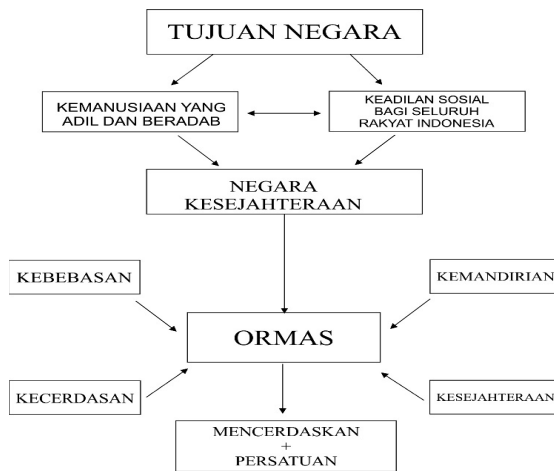 TUJUAN NEGARA
KEMANUSIAAN YANG
ADIL DAN BERADAB
KEADILAN SOSIAL
BAGI SELURUH
RAKYAT INDONESIA
NEGARA
KESEJAHTERAAN
KEBEBASAN
KEMANDIRIAN
ORMAS
KECERDASAN
KESEJAHTERAAN
MENCERDASKAN
+
PERSATUAN